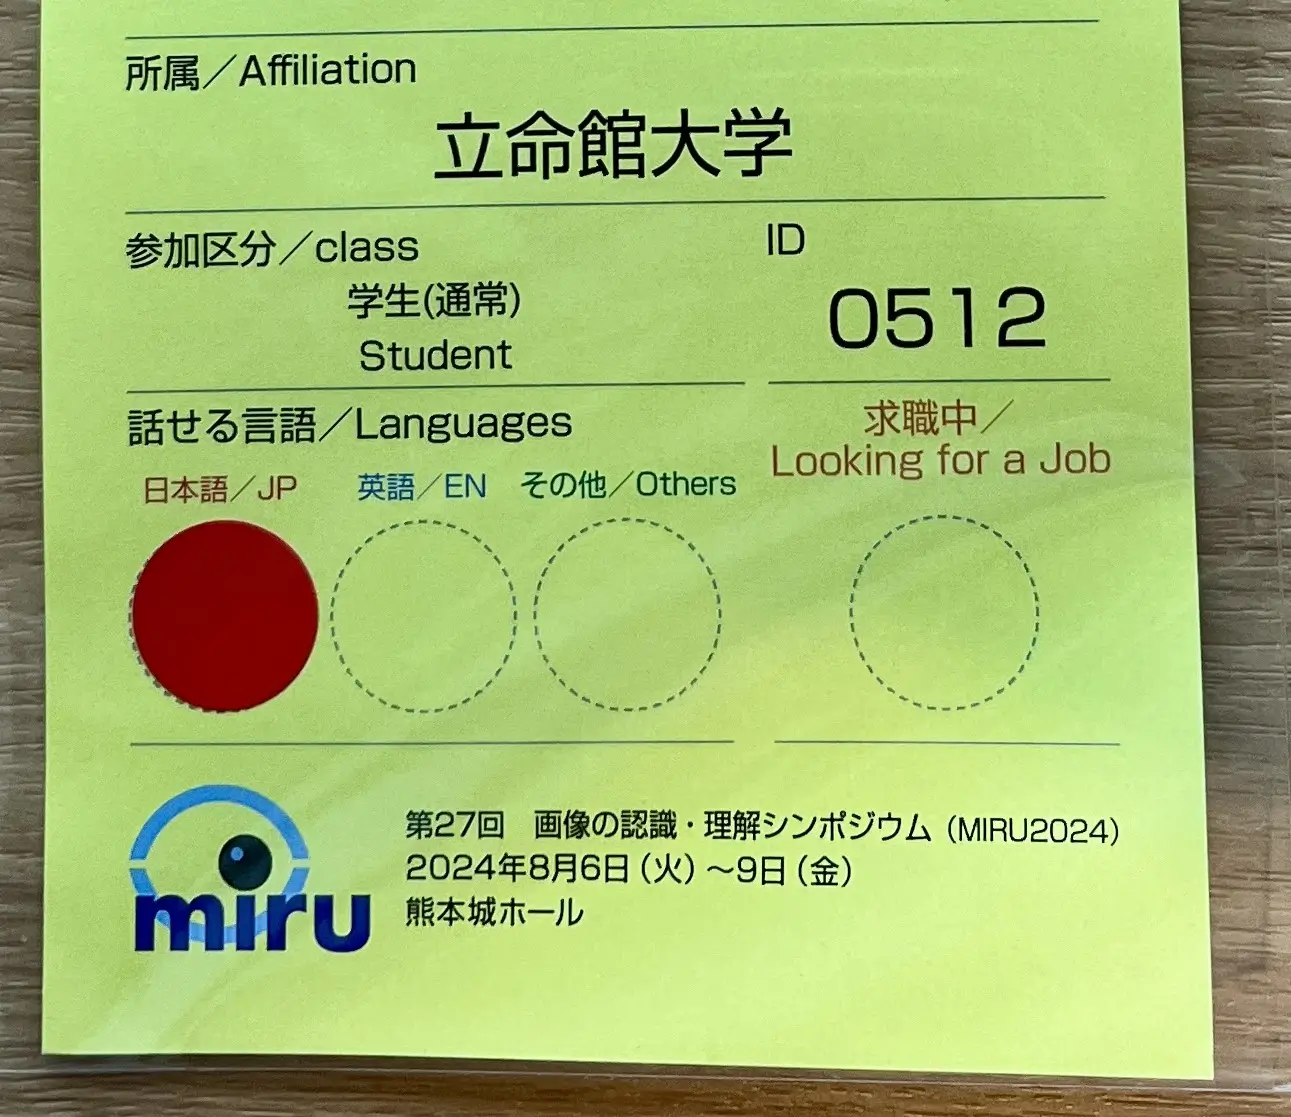 所属／Affiliation
立命館大学
参加区分／class
学生(通常)
Student
ID
0512
話せる言語／Languages
日本語／JP 英語／EN その他／Others
求職中／
Looking for a Job
miru
第27回 画像の認識・理解シンポジウム（MIRU2024）
2024年8月6日（火）～9日（金）
熊本城ホール